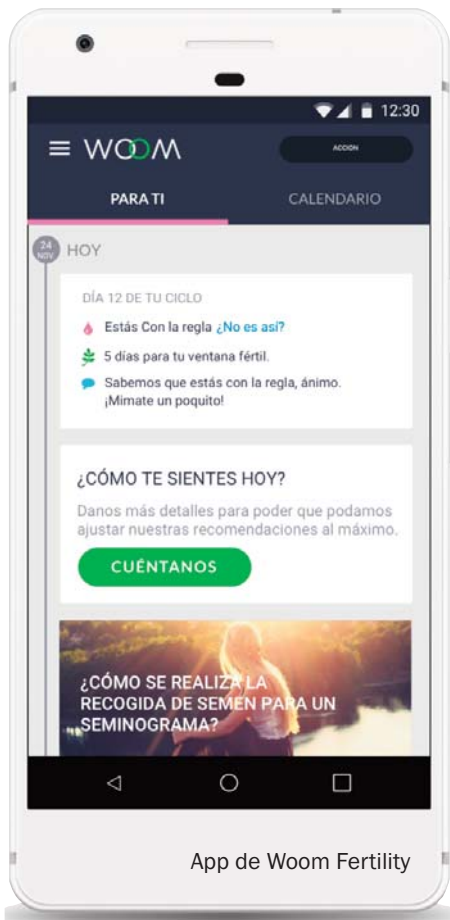 12:30
WOOM
ACCION
PARA TI
CALENDARIO
24
NOV
HOY
DÍA 12 DE TU CICLO
Estás Con la regla ¿No es así?
5 días para tu ventana fértil.
Sabemos que estás con la regla, ánimo.
¡Mimate un poquito!
¿CÓMO TE SIENTES HOY?
Danos más detalles para poder que podamos
ajustar nuestras recomendaciones al máximo.
CUÉNTANOS
¿CÓMO SE REALIZA LA
RECOGIDA DE SEMEN PARA UN
SEMINOGRAMA?
App de Woom Fertility